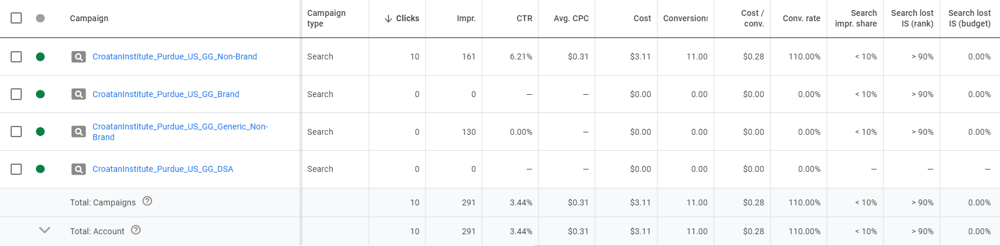 Campaign Campaign type Clicks Impr. CTR Avg. CPC Cost Conversions Cost / conv. Conv. rate Search impr. share Search lost IS (rank) Search lost IS (budget)
CroatanInstitute_Purdue_US_GG_Non-Brand Search 10 161 6.21% $0.31 $3.11 11.00 $0.28 110.00% < 10% > 90% 0.00%
CroatanInstitute_Purdue_US_GG_Brand Search 0 0 — — $0.00 0.00 $0.00 0.00% < 10% > 90% 0.00%
CroatanInstitute_Purdue_US_GG_Generic_Non-
Brand Search 0 130 0.00% — $0.00 0.00 $0.00 0.00% < 10% > 90% 0.00%
CroatanInstitute_Purdue_US_GG_DSA Search 0 0 — — $0.00 0.00 $0.00 0.00% — — —
Total: Campaigns ? 10 291 3.44% $0.31 $3.11 11.00 $0.28 110.00% < 10% > 90% 0.00%
Total: Account ? 10 291 3.44% $0.31 $3.11 11.00 $0.28 110.00% < 10% > 90% 0.00%